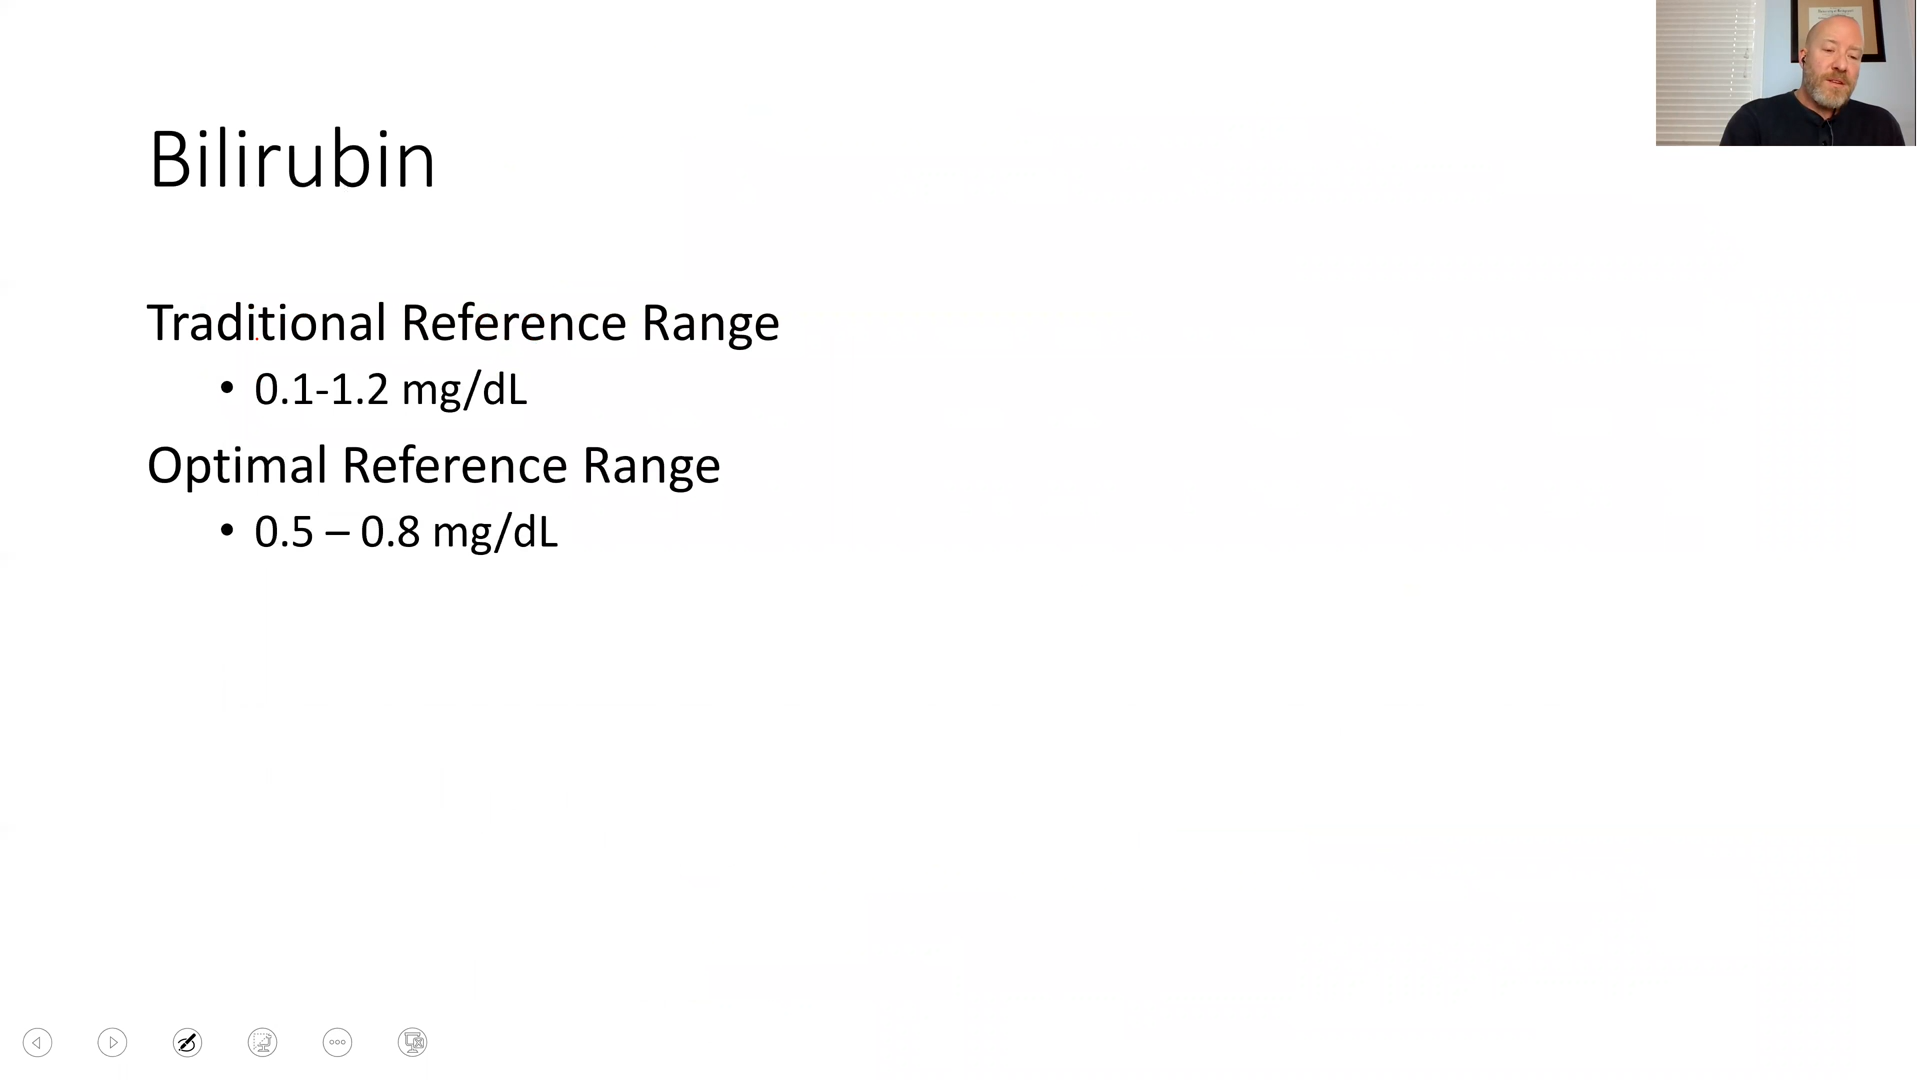 Bilirubin
Traditional Reference Range
• 0.1-1.2 mg/dL
Optimal Reference Range
• 0.5 – 0.8 mg/dL